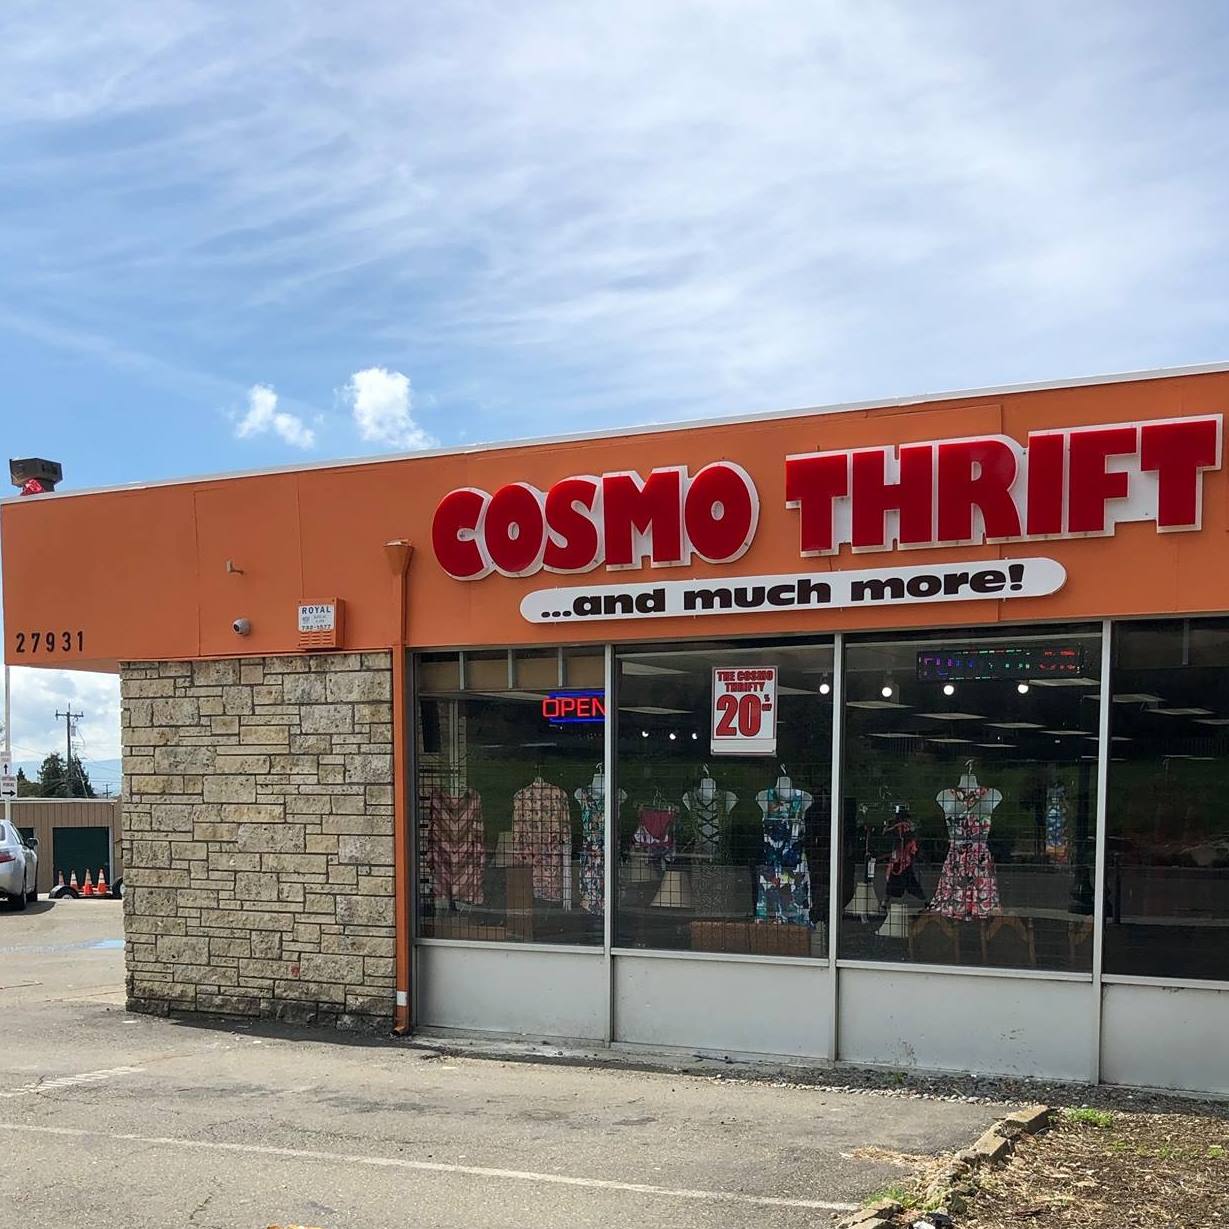 COSMO THRIFT
...and much more!
ROYAL
27931
OPEN
THE COSMO
THRIFTY
20%